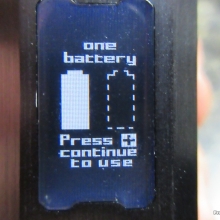 one
battery
Press +
continue
to use